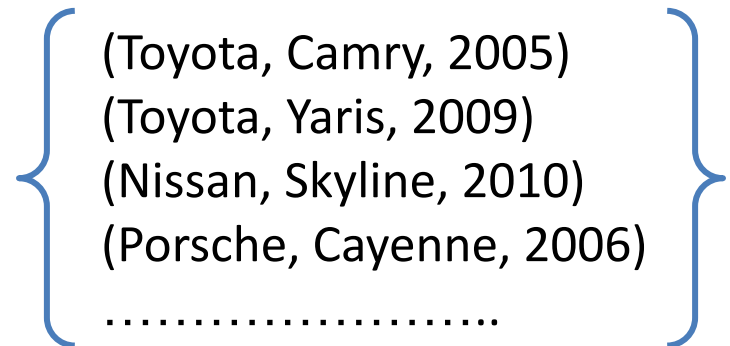 (Toyota, Camry, 2005)
(Toyota, Yaris, 2009)
(Nissan, Skyline, 2010)
(Porsche, Cayenne, 2006)
……………………..